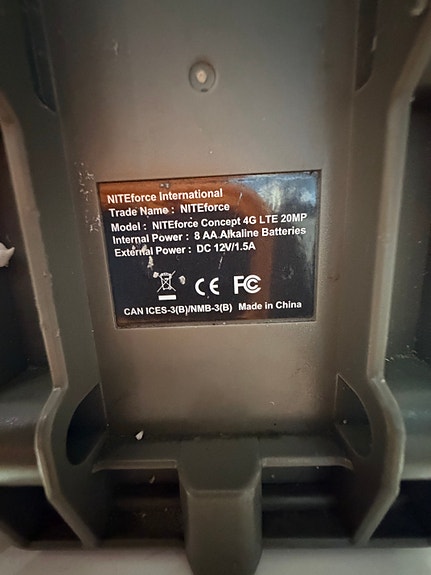 NITEforce International
Trade Name : NITEforce
Model : NITEforce Concept 4G LTE 20MP
Internal Power : 8 AA Alkaline Batteries
External Power : DC 12V/1.5A
CE FC
CAN ICES-3(B)/NMB-3(B) Made in China